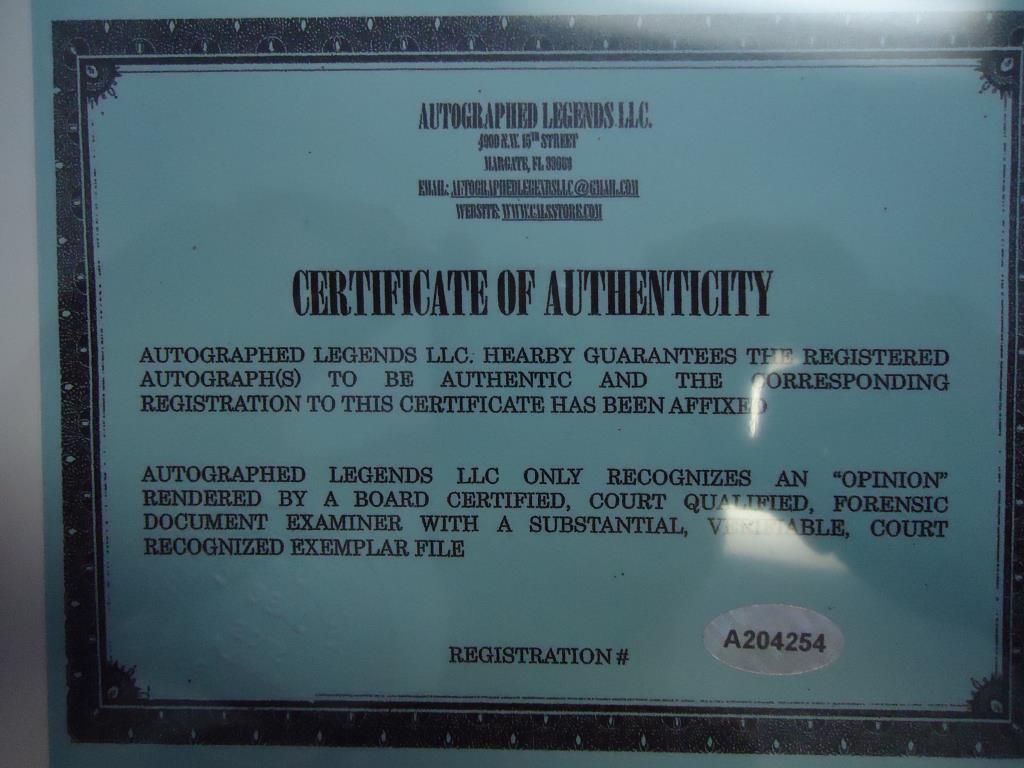 AUTOGRAPHED LEGENDS LLC.
4900 N.W. 15TH STREET
MARGATE, FL 33063
EMAIL: AUTOGRAPHEDLEGENDSLLC@GMAIL.COM
WEBSITE: WWW.CALSSTORE.COM
CERTIFICATE OF AUTHENTICITY
AUTOGRAPHED LEGENDS LLC. HEARBY GUARANTEES THE REGISTERED
AUTOGRAPH(S) TO BE AUTHENTIC AND THE CORRESPONDING
REGISTRATION TO THIS CERTIFICATE HAS BEEN AFFIXED
AUTOGRAPHED LEGENDS LLC ONLY RECOGNIZES AN “OPINION”
RENDERED BY A BOARD CERTIFIED, COURT QUALIFIED, FORENSIC
DOCUMENT EXAMINER WITH A SUBSTANTIAL, VERIFIABLE, COURT
RECOGNIZED EXEMPLAR FILE
REGISTRATION # A204254